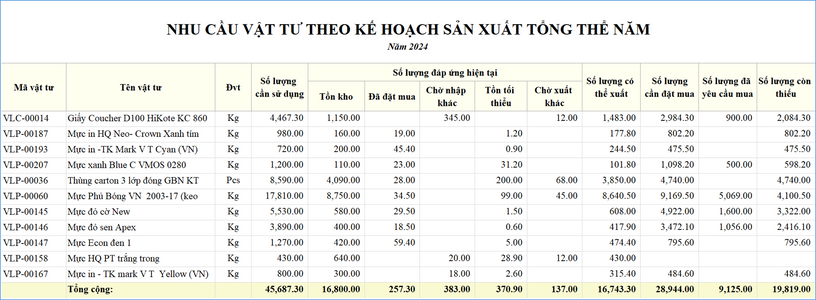 NHU CẦU VẬT TƯ THEO KẾ HOẠCH SẢN XUẤT TỔNG THỂ NĂM
Năm 2024
Mã vật tư Tên vật tư Đvt Số lượng cần sử dụng Số lượng đáp ứng hiện tại Số lượng có thể xuất Số lượng cần đặt mua Số lượng đã yêu cầu mua Số lượng còn thiếu
Tồn kho Đã đặt mua Chờ nhập khác Tồn tối thiểu Chờ xuất khác
VLC-00014 Giấy Coucher D100 HiKote KC 860 Kg 4,467.30 1,150.00 345.00 12.00 1,483.00 2,984.30 900.00 2,084.30
VLP-00187 Mực in HQ Neo- Crown Xanh tím Kg 980.00 160.00 19.00 1.20 177.80 802.20 802.20
VLP-00193 Mực in -TK Mark V T Cyan (VN) Kg 720.00 200.00 45.40 0.90 244.50 475.50 475.50
VLP-00207 Mực xanh Blue C VMOS 0280 Kg 1,200.00 110.00 23.00 31.20 101.80 1,098.20 500.00 598.20
VLP-00036 Thùng carton 3 lớp đóng GBN KT Pcs 8,590.00 4,090.00 28.00 200.00 68.00 3,850.00 4,740.00 4,740.00
VLP-00060 Mực Phủ Bóng VN 2003-17 (keo Kg 17,810.00 8,750.00 34.50 99.00 45.00 8,640.50 9,169.50 5,069.00 4,100.50
VLP-00145 Mực đỏ cờ New Kg 5,530.00 580.00 29.50 1.50 608.00 4,922.00 1,600.00 3,322.00
VLP-00146 Mực đỏ sen Apex Kg 3,890.00 400.00 18.50 0.60 417.90 3,472.10 1,056.00 2,416.10
VLP-00147 Mực Econ đen 1 Kg 1,270.00 420.00 59.40 5.00 474.40 795.60 795.60
VLP-00158 Mực HQ PT trắng trong Kg 430.00 640.00 20.00 28.90 12.00 430.00
VLP-00167 Mực in - TK mark V T Yellow (VN) Kg 800.00 300.00 18.00 2.60 315.40 484.60 484.60
Tổng cộng: 45,687.30 16,800.00 257.30 383.00 370.90 137.00 16,743.30 28,944.00 9,125.00 19,819.00